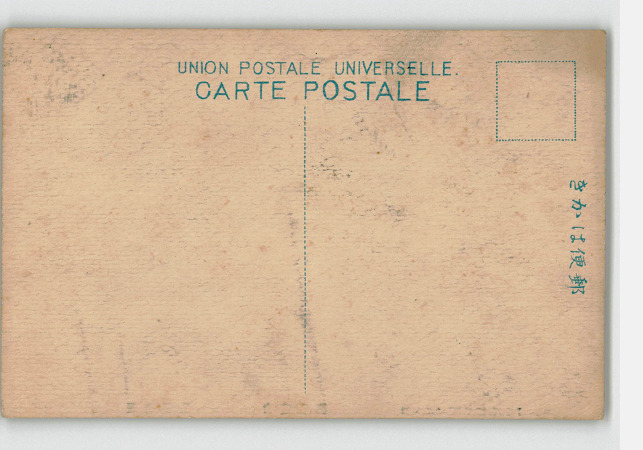 UNION POSTALE UNIVERSELLE.
CARTE POSTALE
きかは便郵